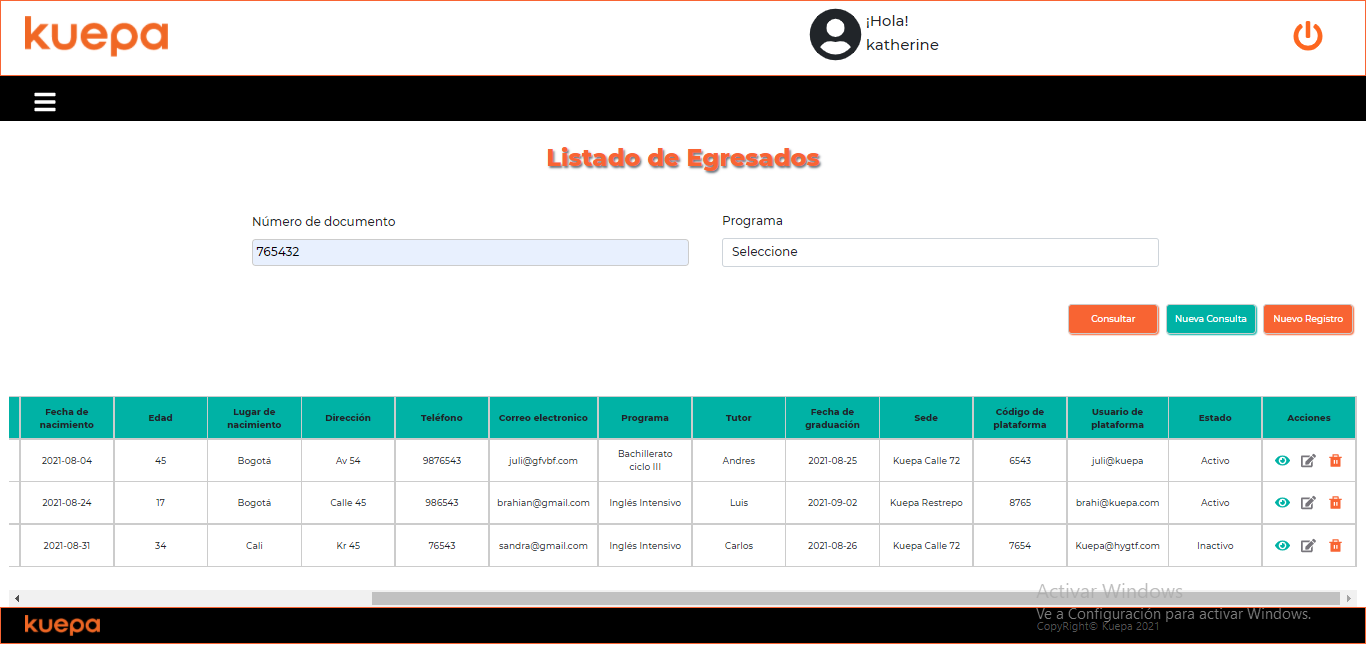 kuepa
¡Hola!
katherine
Listado de Egresados
Número de documento
Programa
765432
Seleccione
Consultar
Nueva Consulta
Nuevo Registro
Fecha de nacimiento Edad Lugar de nacimiento Dirección Teléfono Correo electronico Programa Tutor Fecha de graduación Sede Código de plataforma Usuario de plataforma Estado Acciones
2021-08-04 45 Bogotá Av 54 9876543 juli@gfvbf.com Bachillerato ciclo III Andres 2021-08-25 Kuepa Calle 72 6543 juli@kuepa Activo
2021-08-24 17 Bogotá Calle 45 986543 brahian@gmail.com Inglés Intensivo Luis 2021-09-02 Kuepa Restrepo 8765 brahi@kuepa.com Activo
2021-08-31 34 Cali Kr 45 76543 sandra@gmail.com Inglés Intensivo Carlos 2021-08-26 Kuepa Calle 72 7654 Kuepa@hygtf.com Inactivo
Activar Windows
Ve a Configuración para activar Windows.
kuepa
CopyRight© Kuepa 2021